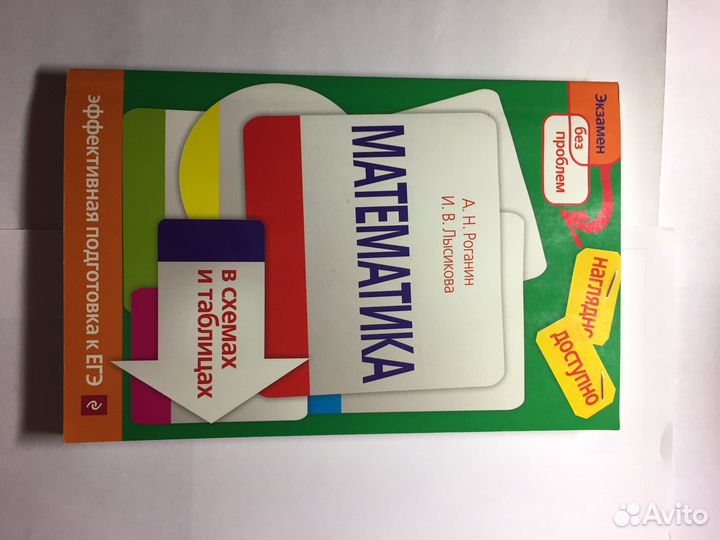 Экзамен
без
проблем
А. Н. Роганин
И. В. Лысикова
МАТЕМАТИКА
наглядно
доступно
в схемах
и таблицах
эффективная подготовка к ЕГЭ
Avito